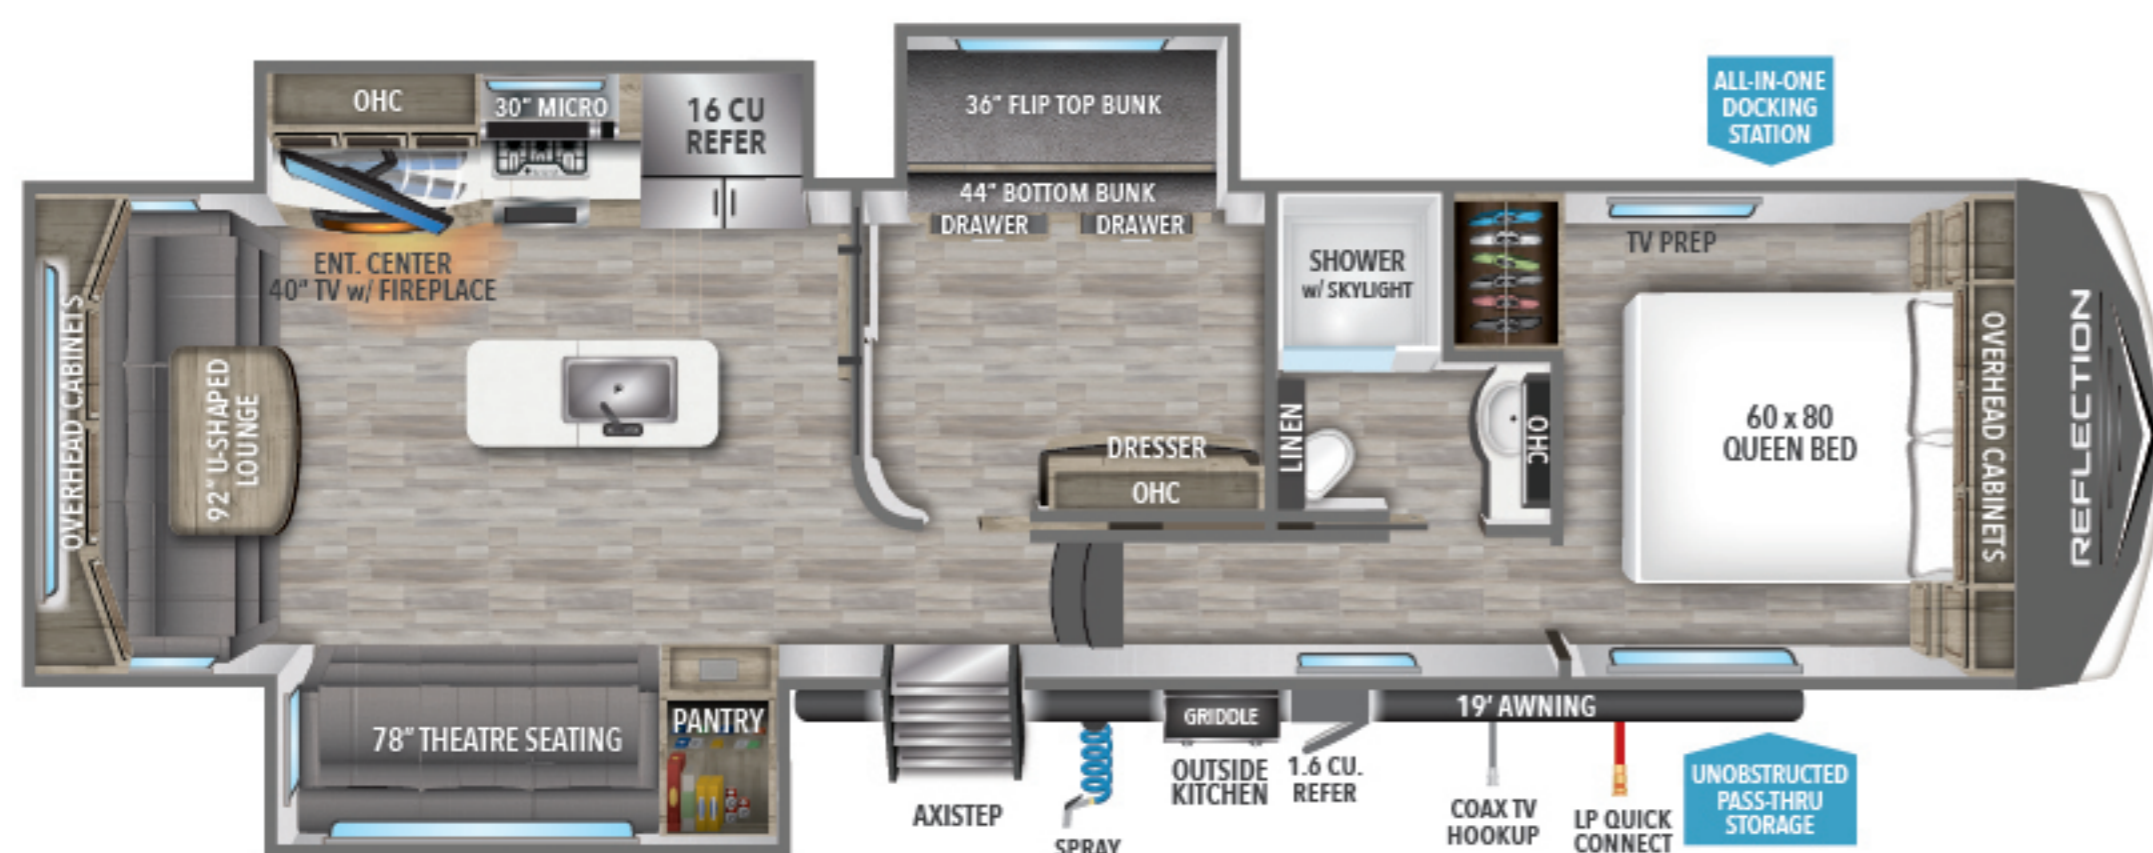 OHC
30" MICRO
16 CU
REFER
ENT. CENTER
40" TV w/ FIREPLACE
OVERHEAD CABINETS
92" U-SHAPED
LOUNGE
78" THEATRE SEATING
PANTRY
36" FLIP TOP BUNK
44" BOTTOM BUNK
DRAWER
DRAWER
DRESSER
OHC
SHOWER
w/ SKYLIGHT
LINEN
OHC
TV PREP
60 x 80
QUEEN BED
OVERHEAD CABINETS
REFLECTION
ALL-IN-ONE
DOCKING
STATION
AXISTEP
SPRAY
GRIDDLE
OUTSIDE
KITCHEN
1.6 CU.
REFER
19' AWNING
COAX TV
HOOKUP
LP QUICK
CONNECT
UNOBSTRUCTED
PASS-THRU
STORAGE